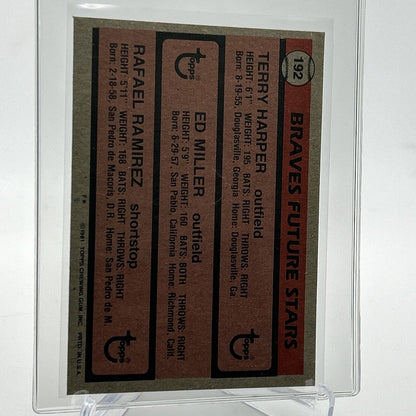 192
BRAVES FUTURE STARS
TERRY HARPER outfield
HEIGHT: 6'1" WEIGHT: 195 BATS: RIGHT THROWS: RIGHT
Born: 8-19-55, Douglasville, Georgia Home: Douglasville, Ga.
Topps
Topps
ED MILLER outfield
HEIGHT: 5'9" WEIGHT: 160 BATS: BOTH THROWS: RIGHT
Born: 6-29-57, San Pablo, California Home: Richmond, Calif.
RAFAEL RAMIREZ shortstop
HEIGHT: 5'11" WEIGHT: 168 BATS: RIGHT THROWS: RIGHT
Born: 2-18-58, San Pedro de Macoris, D.R. Home: San Pedro de M.
Topps
© 1981 TOPPS CHEWING GUM, INC. PRTD. IN U.S.A.